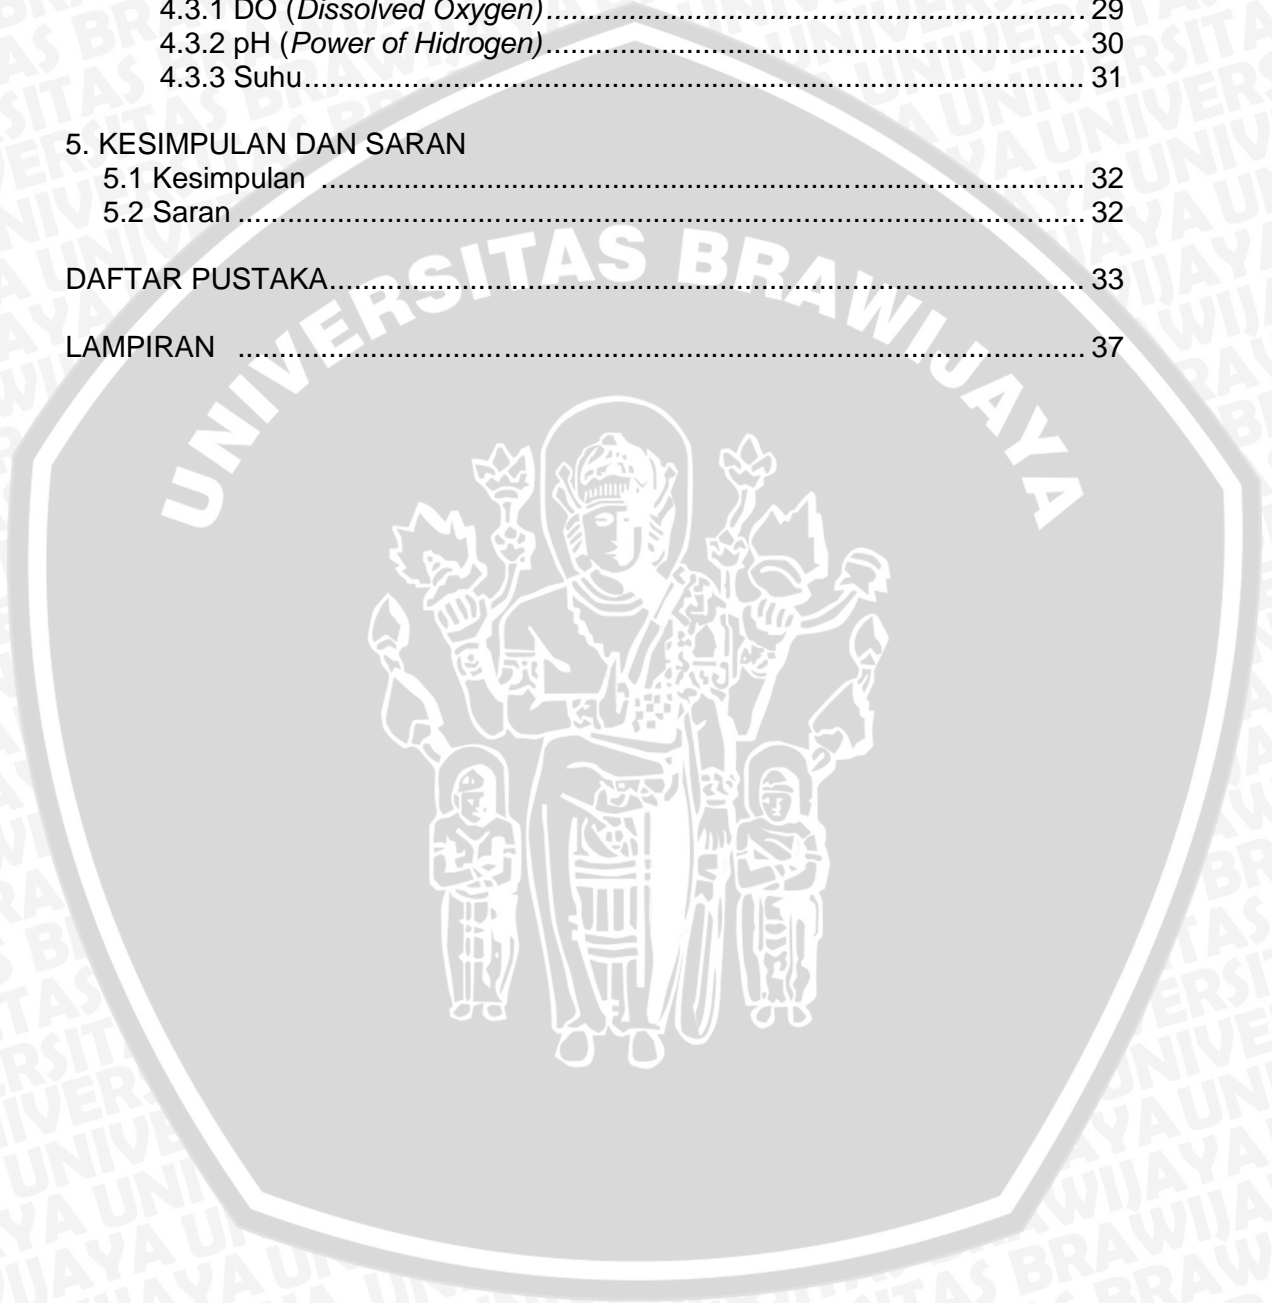 4.3.1 DO (Dissolved Oxygen)................................................................. 29
4.3.2 pH (Power of Hidrogen)................................................................. 30
4.3.3 Suhu............................................................................................... 31
5. KESIMPULAN DAN SARAN
5.1 Kesimpulan ............................................................................................ 32
5.2 Saran ...................................................................................................... 32
DAFTAR PUSTAKA........................................................................................... 33
LAMPIRAN ...................................................................................................... 37
UNIVERSITAS BRAWIJAYA